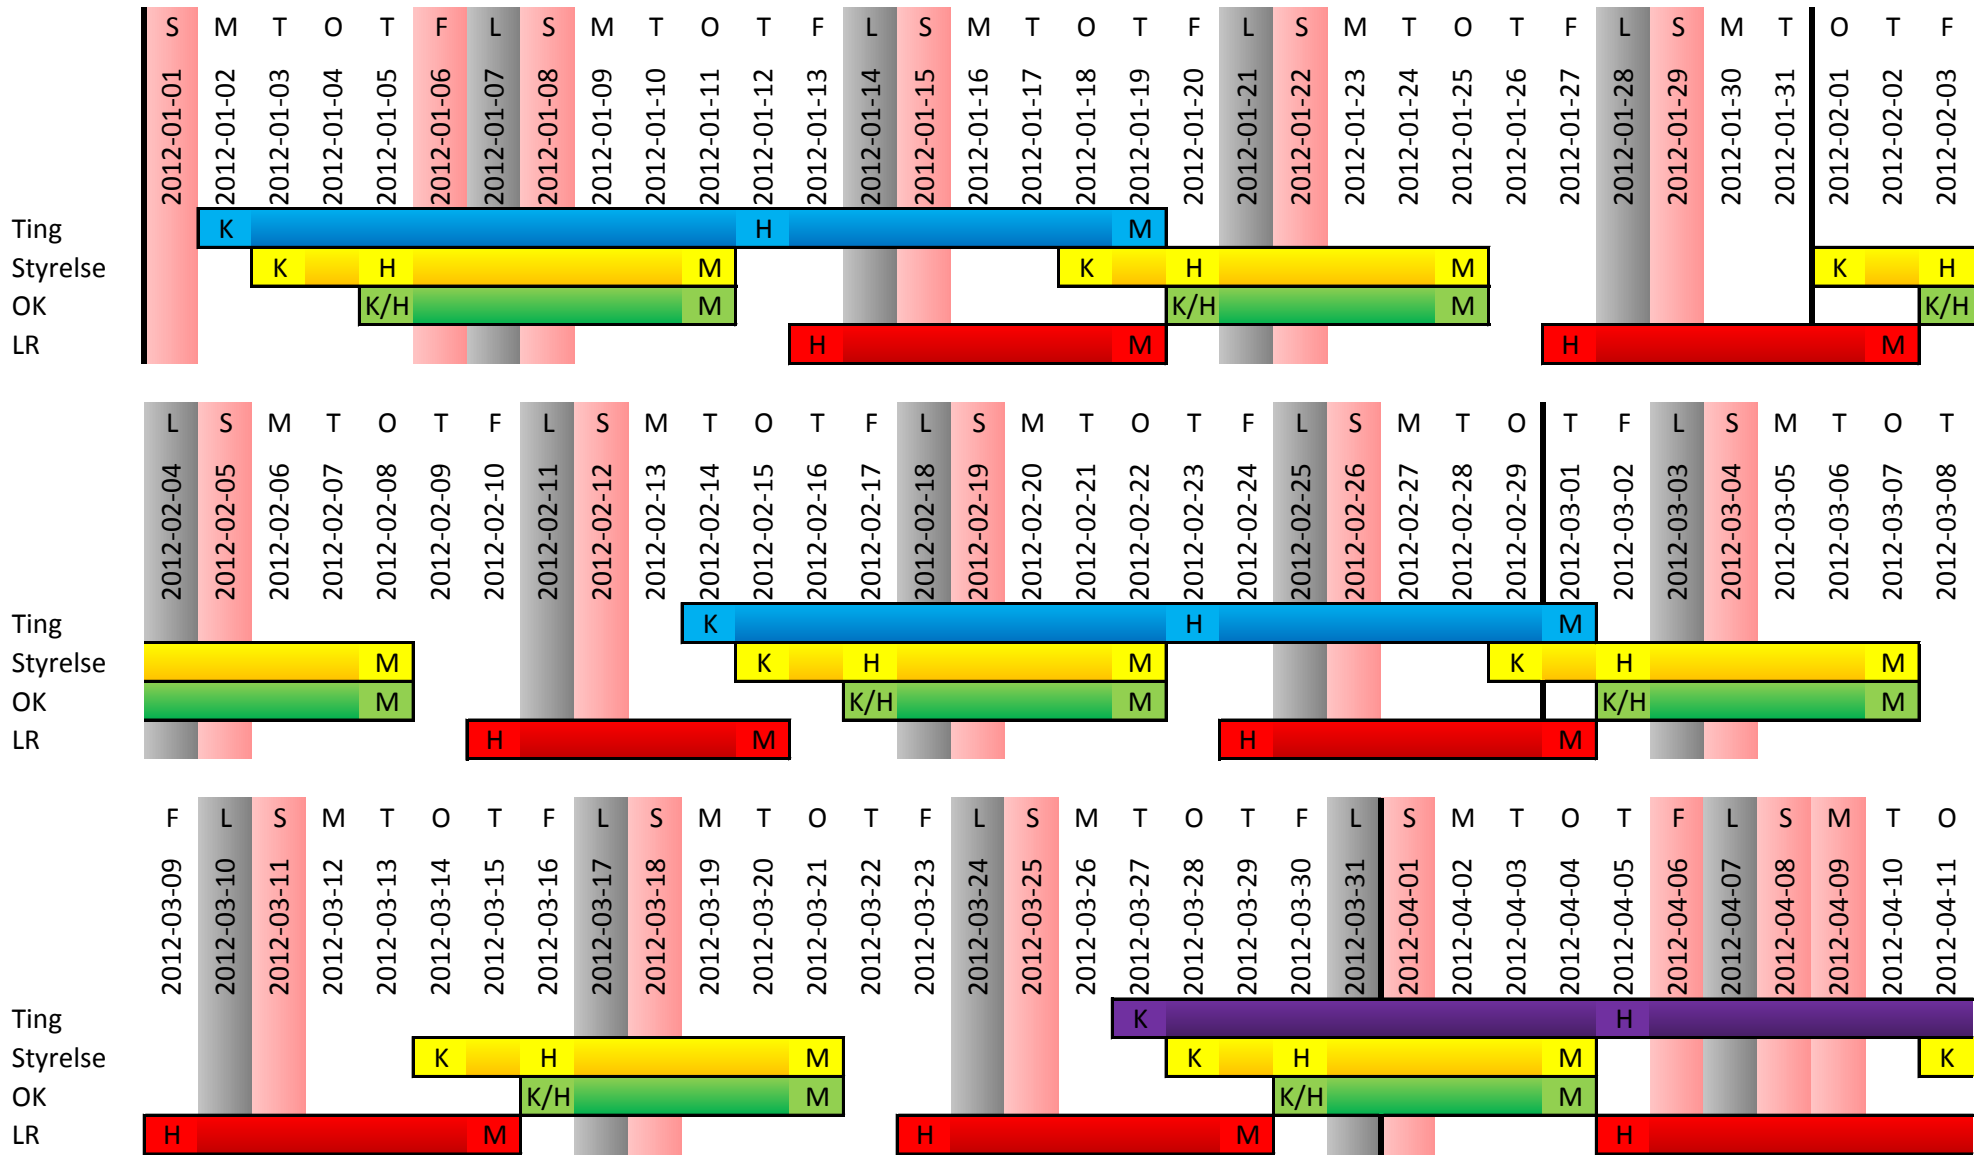 S M T O T F L S M T O T F L S M T O T F L S M T O T F L S M T O T F
2012-01-01 2012-01-02 2012-01-03 2012-01-04 2012-01-05 2012-01-06 2012-01-07 2012-01-08 2012-01-09 2012-01-10 2012-01-11 2012-01-12 2012-01-13 2012-01-14 2012-01-15 2012-01-16 2012-01-17 2012-01-18 2012-01-19 2012-01-20 2012-01-21 2012-01-22 2012-01-23 2012-01-24 2012-01-25 2012-01-26 2012-01-27 2012-01-28 2012-01-29 2012-01-30 2012-01-31 2012-02-01 2012-02-02 2012-02-03
Ting K H M
Styrelse K H M K H M K H
OK K/H M K/H M K/H
LR H M H M
L S M T O T F L S M T O T F L S M T O T F L S M T O T F L S M T O T
2012-02-04 2012-02-05 2012-02-06 2012-02-07 2012-02-08 2012-02-09 2012-02-10 2012-02-11 2012-02-12 2012-02-13 2012-02-14 2012-02-15 2012-02-16 2012-02-17 2012-02-18 2012-02-19 2012-02-20 2012-02-21 2012-02-22 2012-02-23 2012-02-24 2012-02-25 2012-02-26 2012-02-27 2012-02-28 2012-02-29 2012-03-01 2012-03-02 2012-03-03 2012-03-04 2012-03-05 2012-03-06 2012-03-07 2012-03-08
Ting K H M
Styrelse M K H M K H M
OK M K/H M K/H M
LR H M H M
F L S M T O T F L S M T O T F L S M T O T F L S M T O T F L S M T O
2012-03-09 2012-03-10 2012-03-11 2012-03-12 2012-03-13 2012-03-14 2012-03-15 2012-03-16 2012-03-17 2012-03-18 2012-03-19 2012-03-20 2012-03-21 2012-03-22 2012-03-23 2012-03-24 2012-03-25 2012-03-26 2012-03-27 2012-03-28 2012-03-29 2012-03-30 2012-03-31 2012-04-01 2012-04-02 2012-04-03 2012-04-04 2012-04-05 2012-04-06 2012-04-07 2012-04-08 2012-04-09 2012-04-10 2012-04-11
Ting K H
Styrelse K H M K H M K
OK K/H M K/H M
LR H M H M H